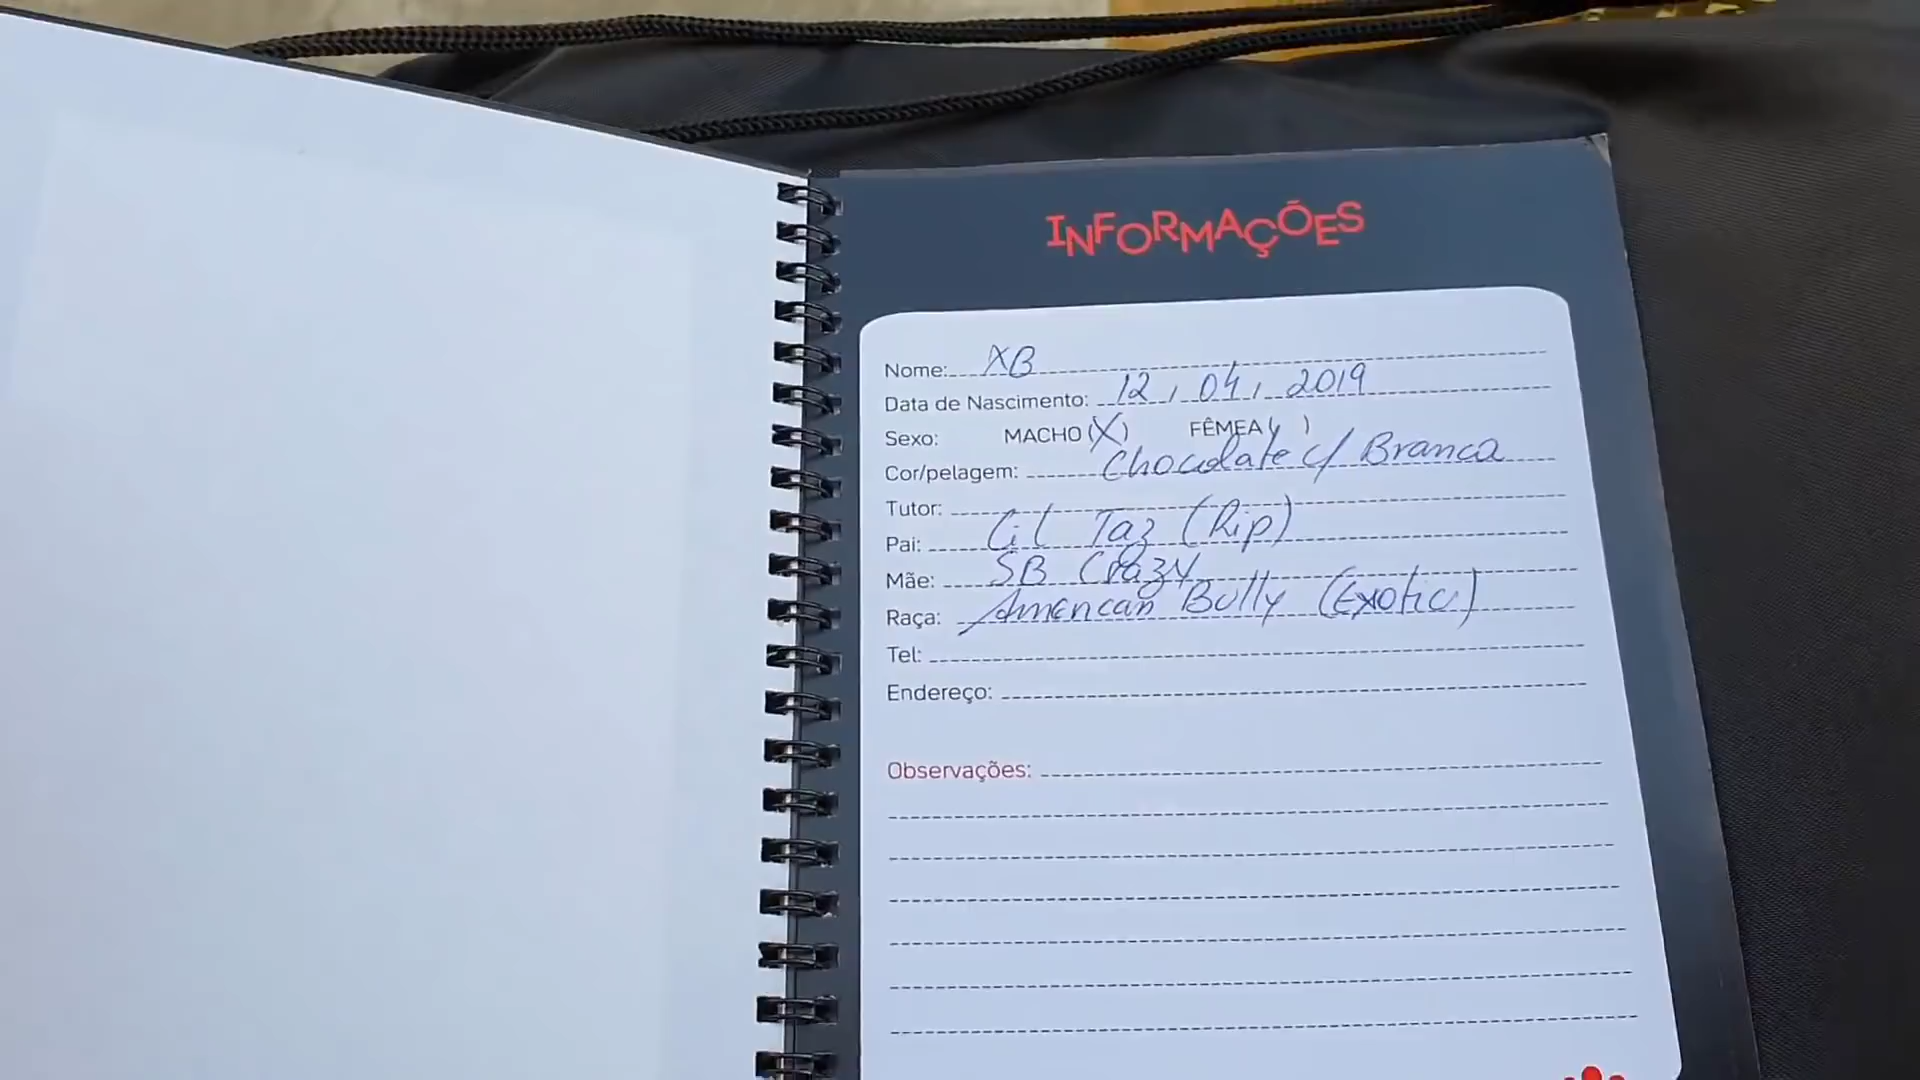 INFORMAÇÕES
Nome: XB
Data de Nascimento: 12, 04, 2019
Sexo: MACHO (X) FÊMEA ( )
Cor/pelagem: Chocolate c/ Branca
Tutor:
Pai: Lil Taz (Rip)
Mãe: SB Crazy
Raça: American Bully (Exotic)
Tel:
Endereço:
Observações: